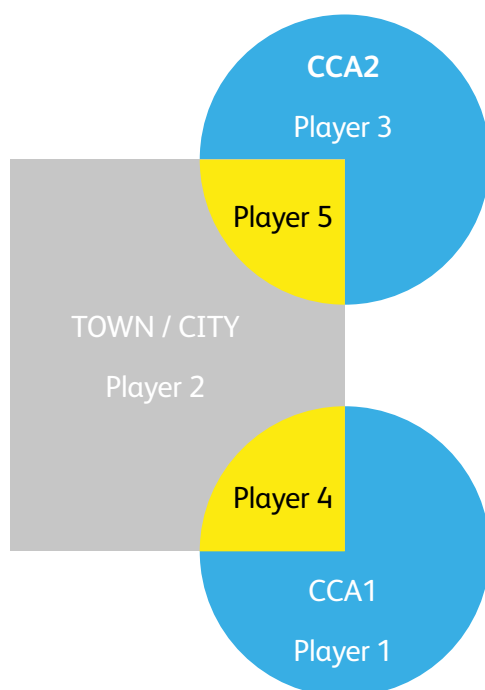 CCA2
Player 3
Player 5
TOWN / CITY
Player 2
Player 4
CCA1
Player 1